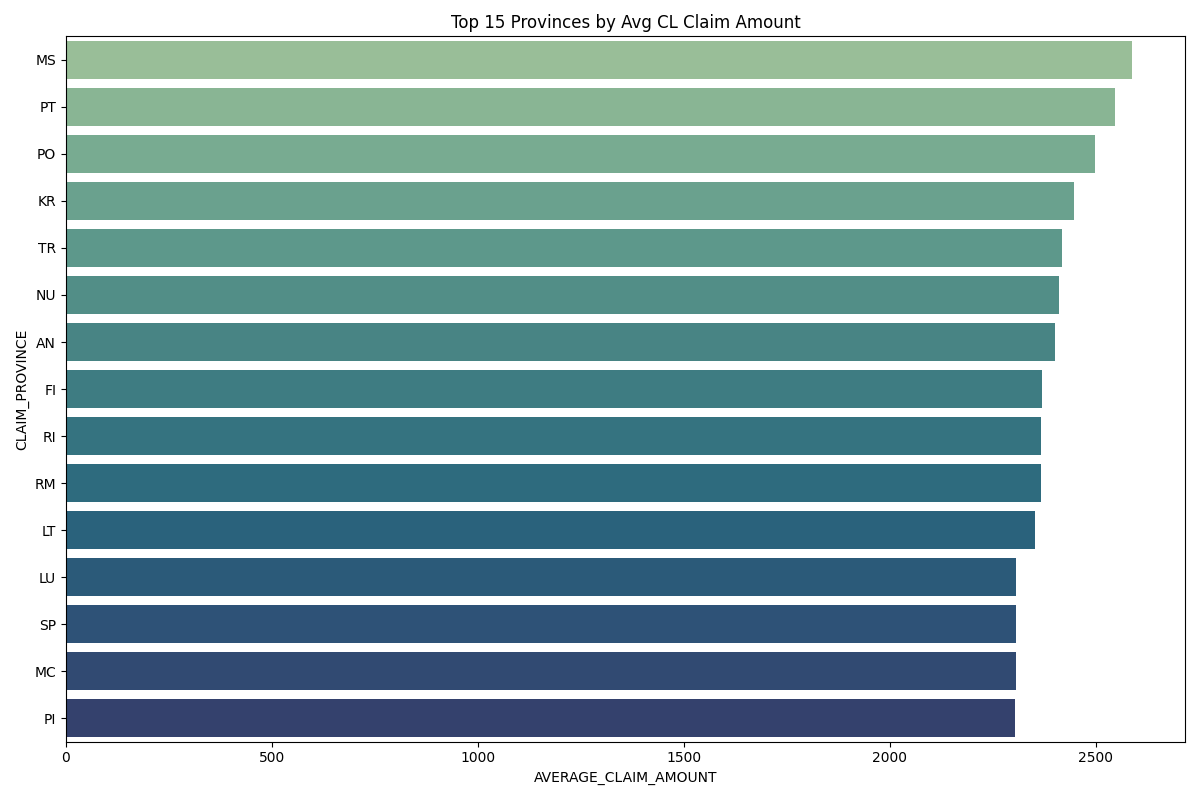 Top 15 Provinces by Avg CL Claim Amount
CLAIM_PROVINCE
MS
PT
PO
KR
TR
NU
AN
FI
RI
RM
LT
LU
SP
MC
PI
0 500 1000 1500 2000 2500
AVERAGE_CLAIM_AMOUNT